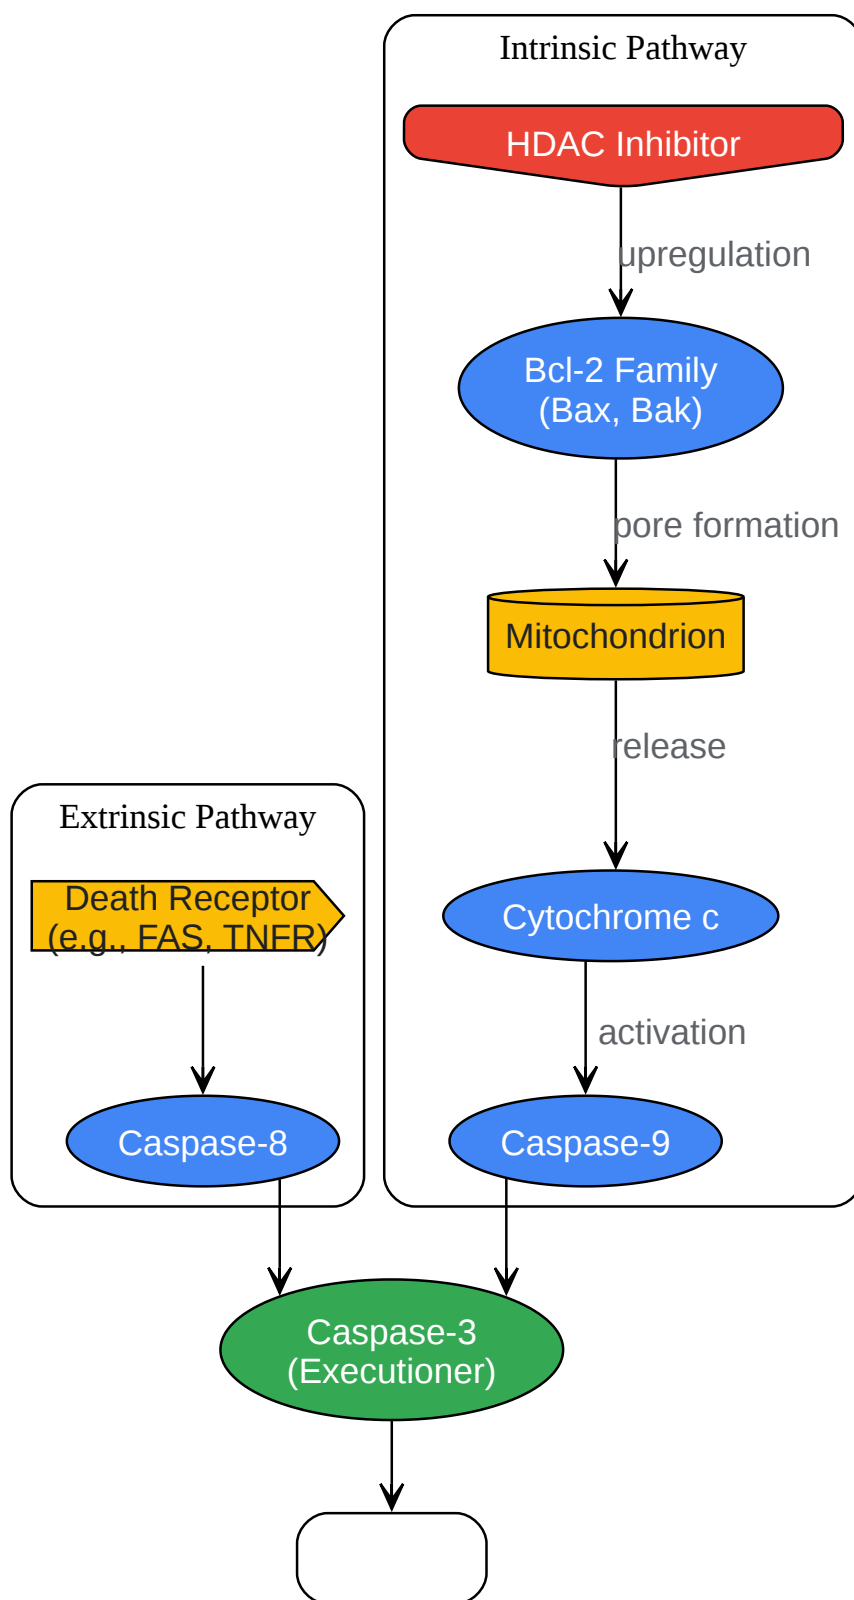 Intrinsic Pathway
HDAC Inhibitor
upregulation
Bcl-2 Family
(Bax, Bak)
pore formation
Mitochondrion
release
Extrinsic Pathway
Death Receptor
(e.g., FAS, TNFR)
Cytochrome c
activation
Caspase-8
Caspase-9
Caspase-3
(Executioner)